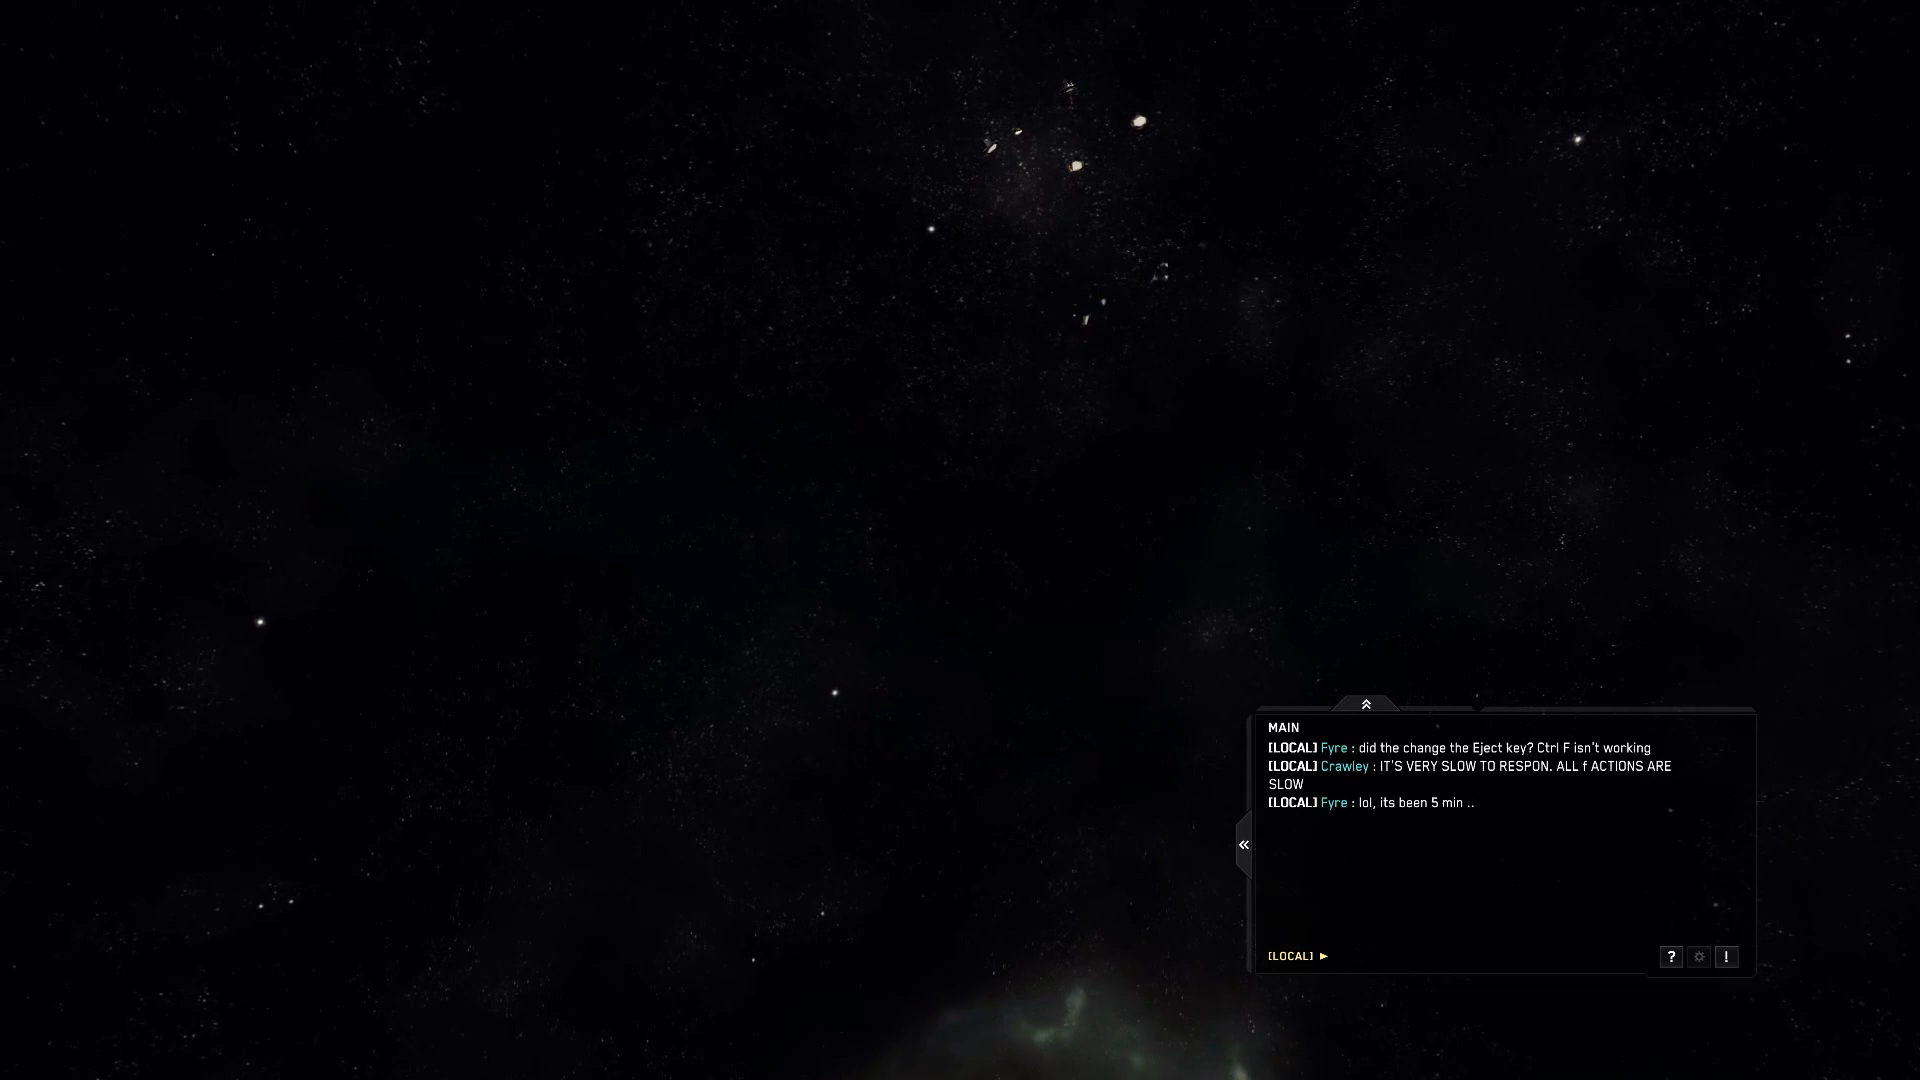 MAIN
[LOCAL] Fyre : did the change the Eject key? Ctrl F isn't working
[LOCAL] Crawley : IT'S VERY SLOW TO RESPON. ALL f ACTIONS ARE
SLOW
[LOCAL] Fyre : lol, its been 5 min ..
[LOCAL] ▶
? !